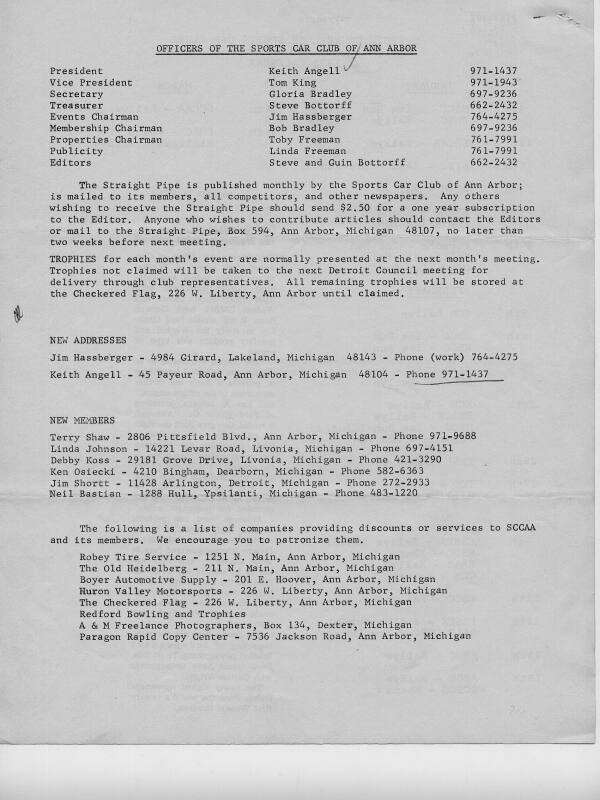 OFFICERS OF THE SPORTS CAR CLUB OF ANN ARBOR
President Keith Angell 971-1437
Vice President Tom King 971-1943
Secretary Gloria Bradley 697-9236
Treasurer Steve Bottorff 662-2432
Events Chairman Jim Hassberger 764-4275
Membership Chairman Bob Bradley 697-9236
Properties Chairman Toby Freeman 761-7991
Publicity Linda Freeman 761-7991
Editors Steve and Guin Bottorff 662-2432
The Straight Pipe is published monthly by the Sports Car Club of Ann Arbor;
is mailed to its members, all competitors, and other newspapers. Any others
wishing to receive the Straight Pipe should send $2.50 for a one year subscription
to the Editor. Anyone who wishes to contribute articles should contact the Editors
or mail to the Straight Pipe, Box 594, Ann Arbor, Michigan 48107, no later than
two weeks before next meeting.
TROPHIES for each month's event are normally presented at the next month's meeting.
Trophies not claimed will be taken to the next Detroit Council meeting for
delivery through club representatives. All remaining trophies will be stored at
the Checkered Flag, 226 W. Liberty, Ann Arbor until claimed.
NEW ADDRESSES
Jim Hassberger - 4984 Girard, Lakeland, Michigan 48143 - Phone (work) 764-4275
Keith Angell - 45 Payeur Road, Ann Arbor, Michigan 48104 - Phone 971-1437
NEW MEMBERS
Terry Shaw - 2806 Pittsfield Blvd., Ann Arbor, Michigan - Phone 971-9688
Linda Johnson - 14221 Levar Road, Livonia, Michigan - Phone 697-4151
Debby Koss - 29181 Grove Drive, Livonia, Michigan - Phone 421-3290
Ken Osiecki - 4210 Bingham, Dearborn, Michigan - Phone 582-6363
Jim Shortt - 11428 Arlington, Detroit, Michigan - Phone 272-2933
Neil Bastian - 1288 Hull, Ypsilanti, Michigan - Phone 483-1220
The following is a list of companies providing discounts or services to SCCAA
and its members. We encourage you to patronize them.
Robey Tire Service - 1251 N. Main, Ann Arbor, Michigan
The Old Heidelberg - 211 N. Main, Ann Arbor, Michigan
Boyer Automotive Supply - 201 E. Hoover, Ann Arbor, Michigan
Huron Valley Motorsports - 226 W. Liberty, Ann Arbor, Michigan
The Checkered Flag - 226 W. Liberty, Ann Arbor, Michigan
Redford Bowling and Trophies
A & M Freelance Photographers, Box 134, Dexter, Michigan
Paragon Rapid Copy Center - 7536 Jackson Road, Ann Arbor, Michigan